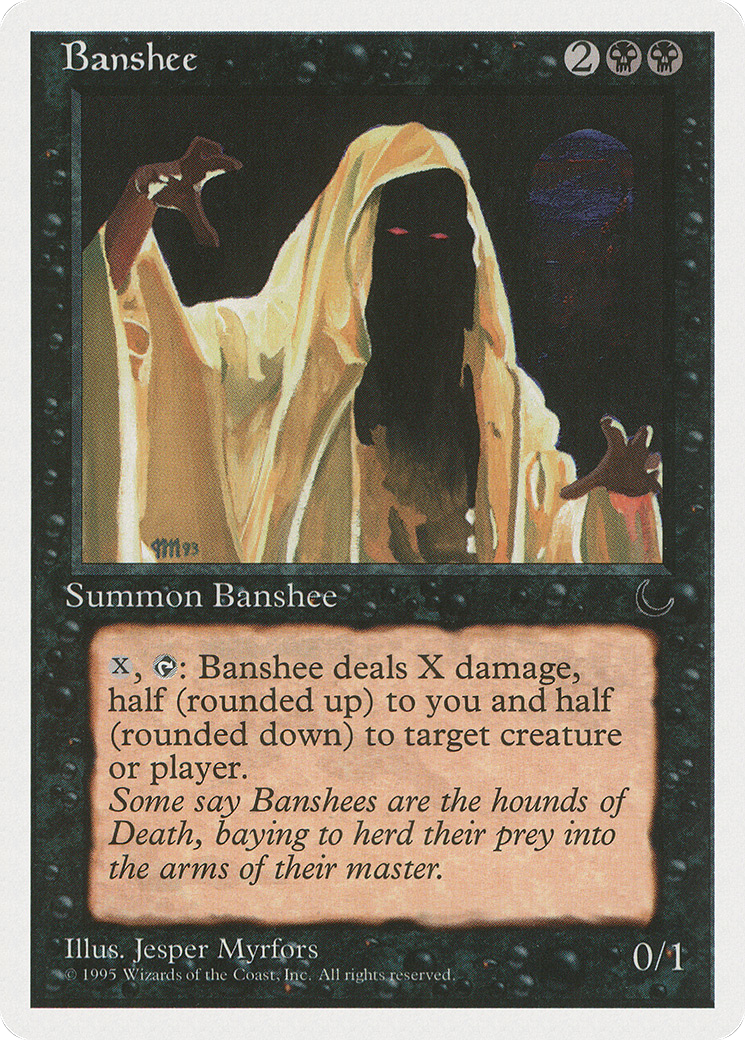 Banshee 2
M93
Summon Banshee
X, : Banshee deals X damage,
half (rounded up) to you and half
(rounded down) to target creature
or player.
Some say Banshees are the hounds of
Death, baying to herd their prey into
the arms of their master.
Illus. Jesper Myrfors
© 1995 Wizards of the Coast, Inc. All rights reserved.
0/1